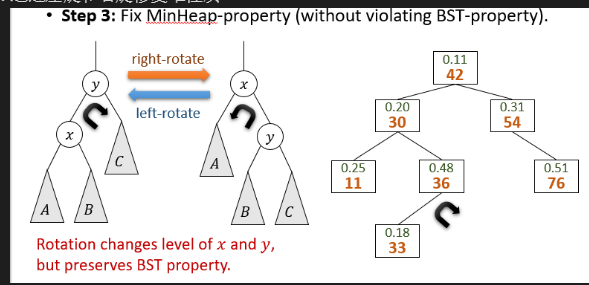 • Step 3: Fix MinHeap-property (without violating BST-property).
right-rotate
left-rotate
y
x
A
B
C
x
y
A
B
C
0.11
42
0.20
30
0.31
54
0.25
11
0.48
36
0.51
76
0.18
33
Rotation changes level of x and y,
but preserves BST property.